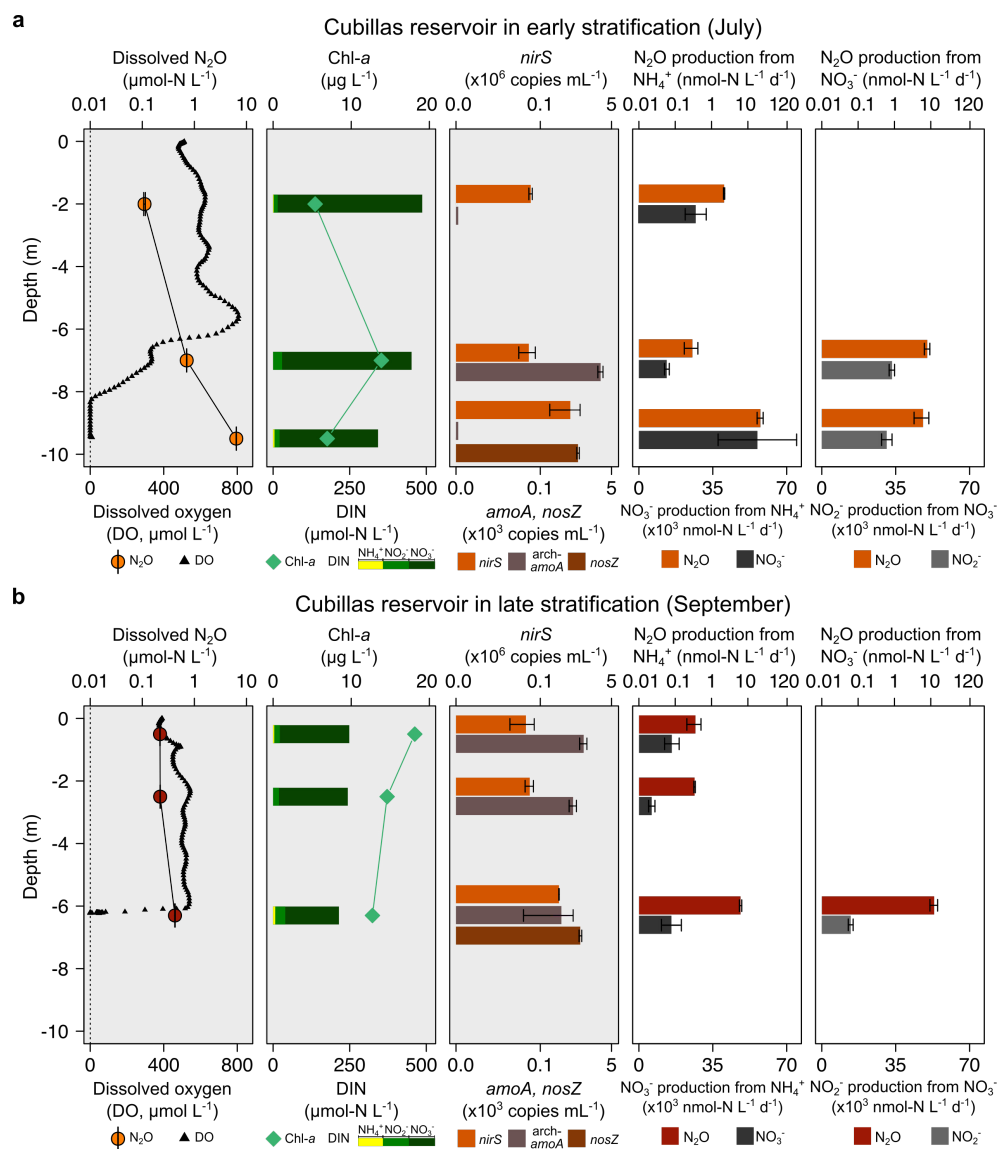 a
Cubillas reservoir in early stratification (July)
Dissolved N₂O
(µmol-N L⁻¹)
Chl-a
(µg L⁻¹)
nirS
(x10⁶ copies mL⁻¹)
N₂O production from
NH₄⁺ (nmol-N L⁻¹ d⁻¹)
N₂O production from
NO₃⁻ (nmol-N L⁻¹ d⁻¹)
0.01 0.1 1 6
0 10 20
0.0 0.1 5
0.01 0.1 1 10 120
0.01 0.1 1 10 120
Depth (m)
0
-2
-4
-6
-8
-10
0 400 800
0 250 500
0.0 0.1 5
0 35 70
0 35 70
Dissolved oxygen
(DO, µmol L⁻¹)
DIN
(µmol-N L⁻¹)
amoA, nosZ
(x10³ copies mL⁻¹)
NO₃⁻ production from NH₄⁺
(x10³ nmol-N L⁻¹ d⁻¹)
NO₂⁻ production from NO₃⁻
(x10³ nmol-N L⁻¹ d⁻¹)
N₂O DO
Chl-a DIN NH₄⁺ NO₂⁻ NO₃⁻
nirS arch-amoA nosZ
N₂O NO₃⁻
N₂O NO₂⁻
b
Cubillas reservoir in late stratification (September)
Dissolved N₂O
(µmol-N L⁻¹)
Chl-a
(µg L⁻¹)
nirS
(x10⁶ copies mL⁻¹)
N₂O production from
NH₄⁺ (nmol-N L⁻¹ d⁻¹)
N₂O production from
NO₃⁻ (nmol-N L⁻¹ d⁻¹)
0.01 0.1 1 6
0 10 20
0.0 0.1 5
0.01 0.1 1 10 120
0.01 0.1 1 10 120
Depth (m)
0
-2
-4
-6
-8
-10
0 400 800
0 250 500
0.0 0.1 5
0 35 70
0 35 70
Dissolved oxygen
(DO, µmol L⁻¹)
DIN
(µmol-N L⁻¹)
amoA, nosZ
(x10³ copies mL⁻¹)
NO₃⁻ production from NH₄⁺
(x10³ nmol-N L⁻¹ d⁻¹)
NO₂⁻ production from NO₃⁻
(x10³ nmol-N L⁻¹ d⁻¹)
N₂O DO
Chl-a DIN NH₄⁺ NO₂⁻ NO₃⁻
nirS arch-amoA nosZ
N₂O NO₃⁻
N₂O NO₂⁻